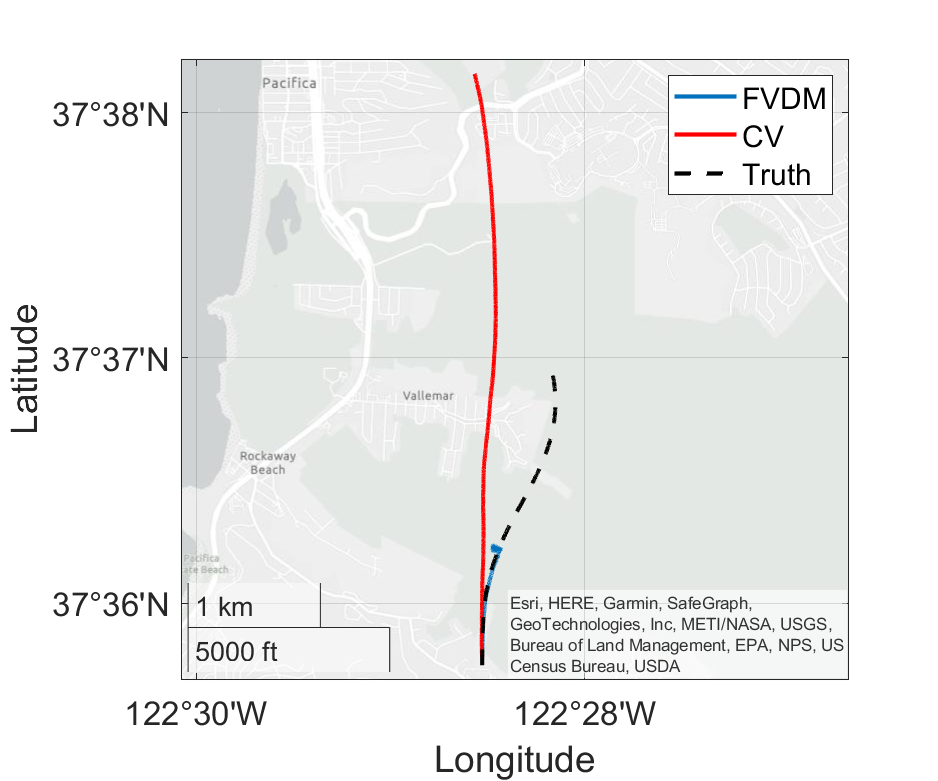 Pacifica
FVDM
CV
Truth
37°38'N
37°37'N
Vallemar
Rockaway
Beach
Pacifica
ate Beach
37°36'N
1 km
5000 ft
Esri, HERE, Garmin, SafeGraph,
GeoTechnologies, Inc, METI/NASA, USGS,
Bureau of Land Management, EPA, NPS, US
Census Bureau, USDA
122°30'W
122°28'W
Latitude
Longitude